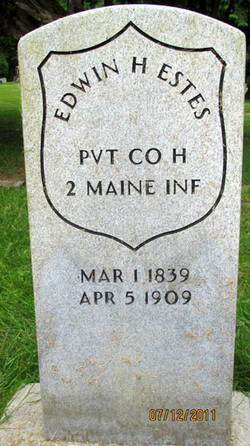 EDWIN H ESTES
PVT CO H
2 MAINE INF
MAR 1 1839
APR 5 1909
07/12/2011